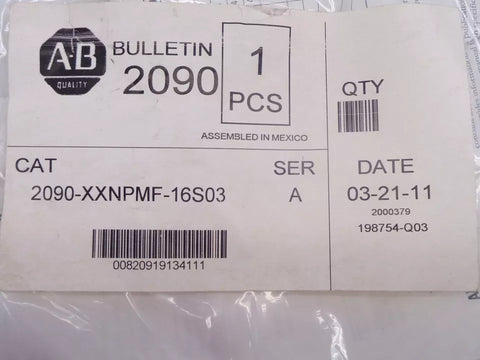 AB
QUALITY
BULLETIN
2090
1
PCS
ASSEMBLED IN MEXICO
QTY
CAT
2090-XXNPMF-16S03
SER
A
DATE
03-21-11
2000379
198754-Q03
00820919134111